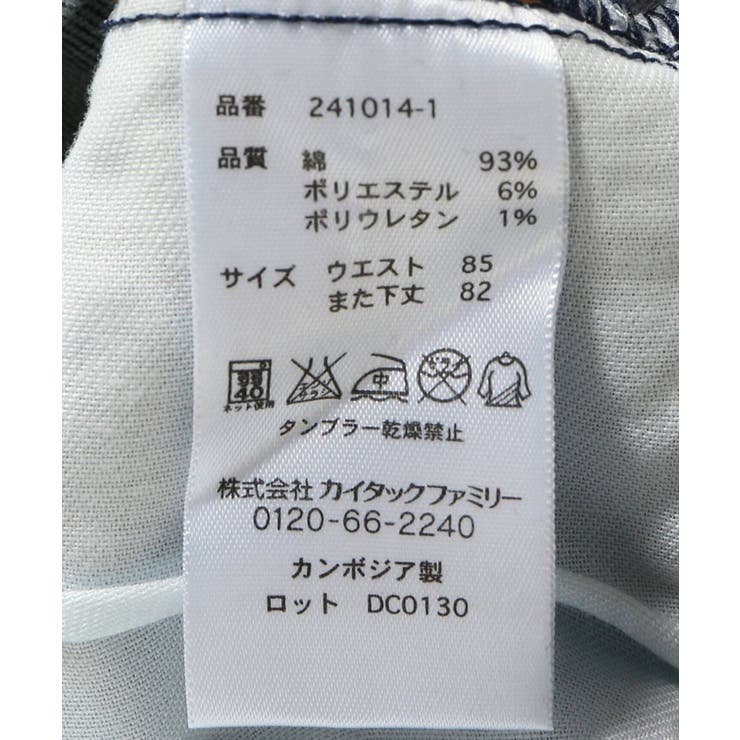 品番 241014-1
品質 綿 93%
ポリエステル 6%
ポリウレタン 1%
サイズ ウエスト 85
また下丈 82
40 中
ネット使用
タンブラー乾燥禁止
株式会社 カイタックファミリー
0120-66-2240
カンボジア製
ロット DC0130